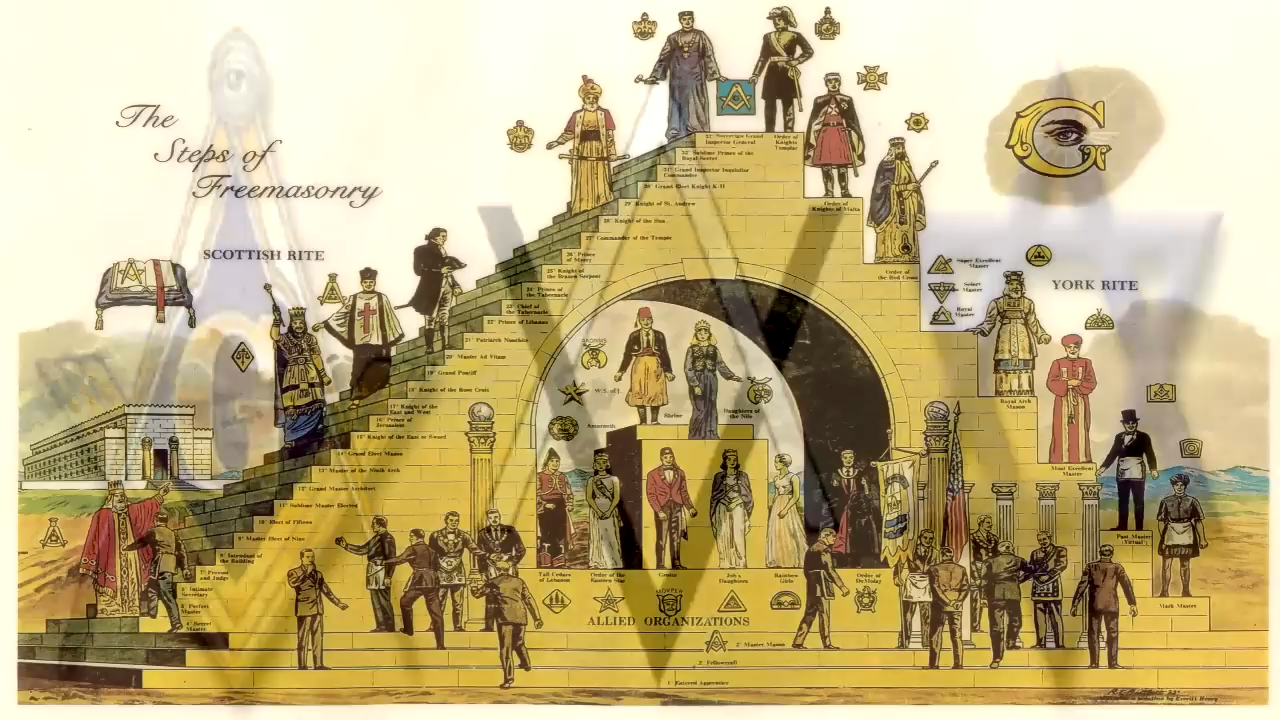 The
Steps of
Freemasonry
SCOTTISH RITE
YORK RITE
G
33° Sovereign Grand
Inspector General
32° Sublime Prince of the
Royal Secret
31° Grand Inspector Inquisitor
Commander
30° Grand Elect Knight K-H
29° Knight of St. Andrew
28° Knight of the Sun
27° Commander of the Temple
26° Prince
of Mercy
25° Knight of
the Brazen Serpent
24° Prince of
the Tabernacle
23° Chief of
the Tabernacle
22° Prince of Libanus
21° Patriarch Noachite
20° Master Ad Vitam
19° Grand Pontiff
18° Knight of the Rose Croix
17° Knight of the
East and West
16° Prince of
Jerusalem
15° Knight of the East or Sword
14° Grand Elect Mason
13° Master of the Ninth Arch
12° Grand Master Architect
11° Sublime Master Elected
10° Elect of Fifteen
9° Master Elect of Nine
8° Intendant of
the Building
7° Provost
and Judge
6° Intimate
Secretary
5° Perfect
Master
4° Secret
Master
Order of
Knights
Templar
Order of
Knights of Malta
Order of
the Red Cross
Super Excellent
Master
Select
Master
Royal
Master
Royal Arch
Mason
Most Excellent
Master
Past Master
(Virtual)
Mark Master
W.S. of J.
Amaranth
Shrine
Daughters of
the Nile
Tall Cedars
of Lebanon
Order of the
Eastern Star
Grotto
Job's
Daughters
Rainbow
Girls
Order of
DeMolay
MOVPER
ALLIED ORGANIZATIONS
3° Master Mason
2° Fellowcraft
1° Entered Apprentice